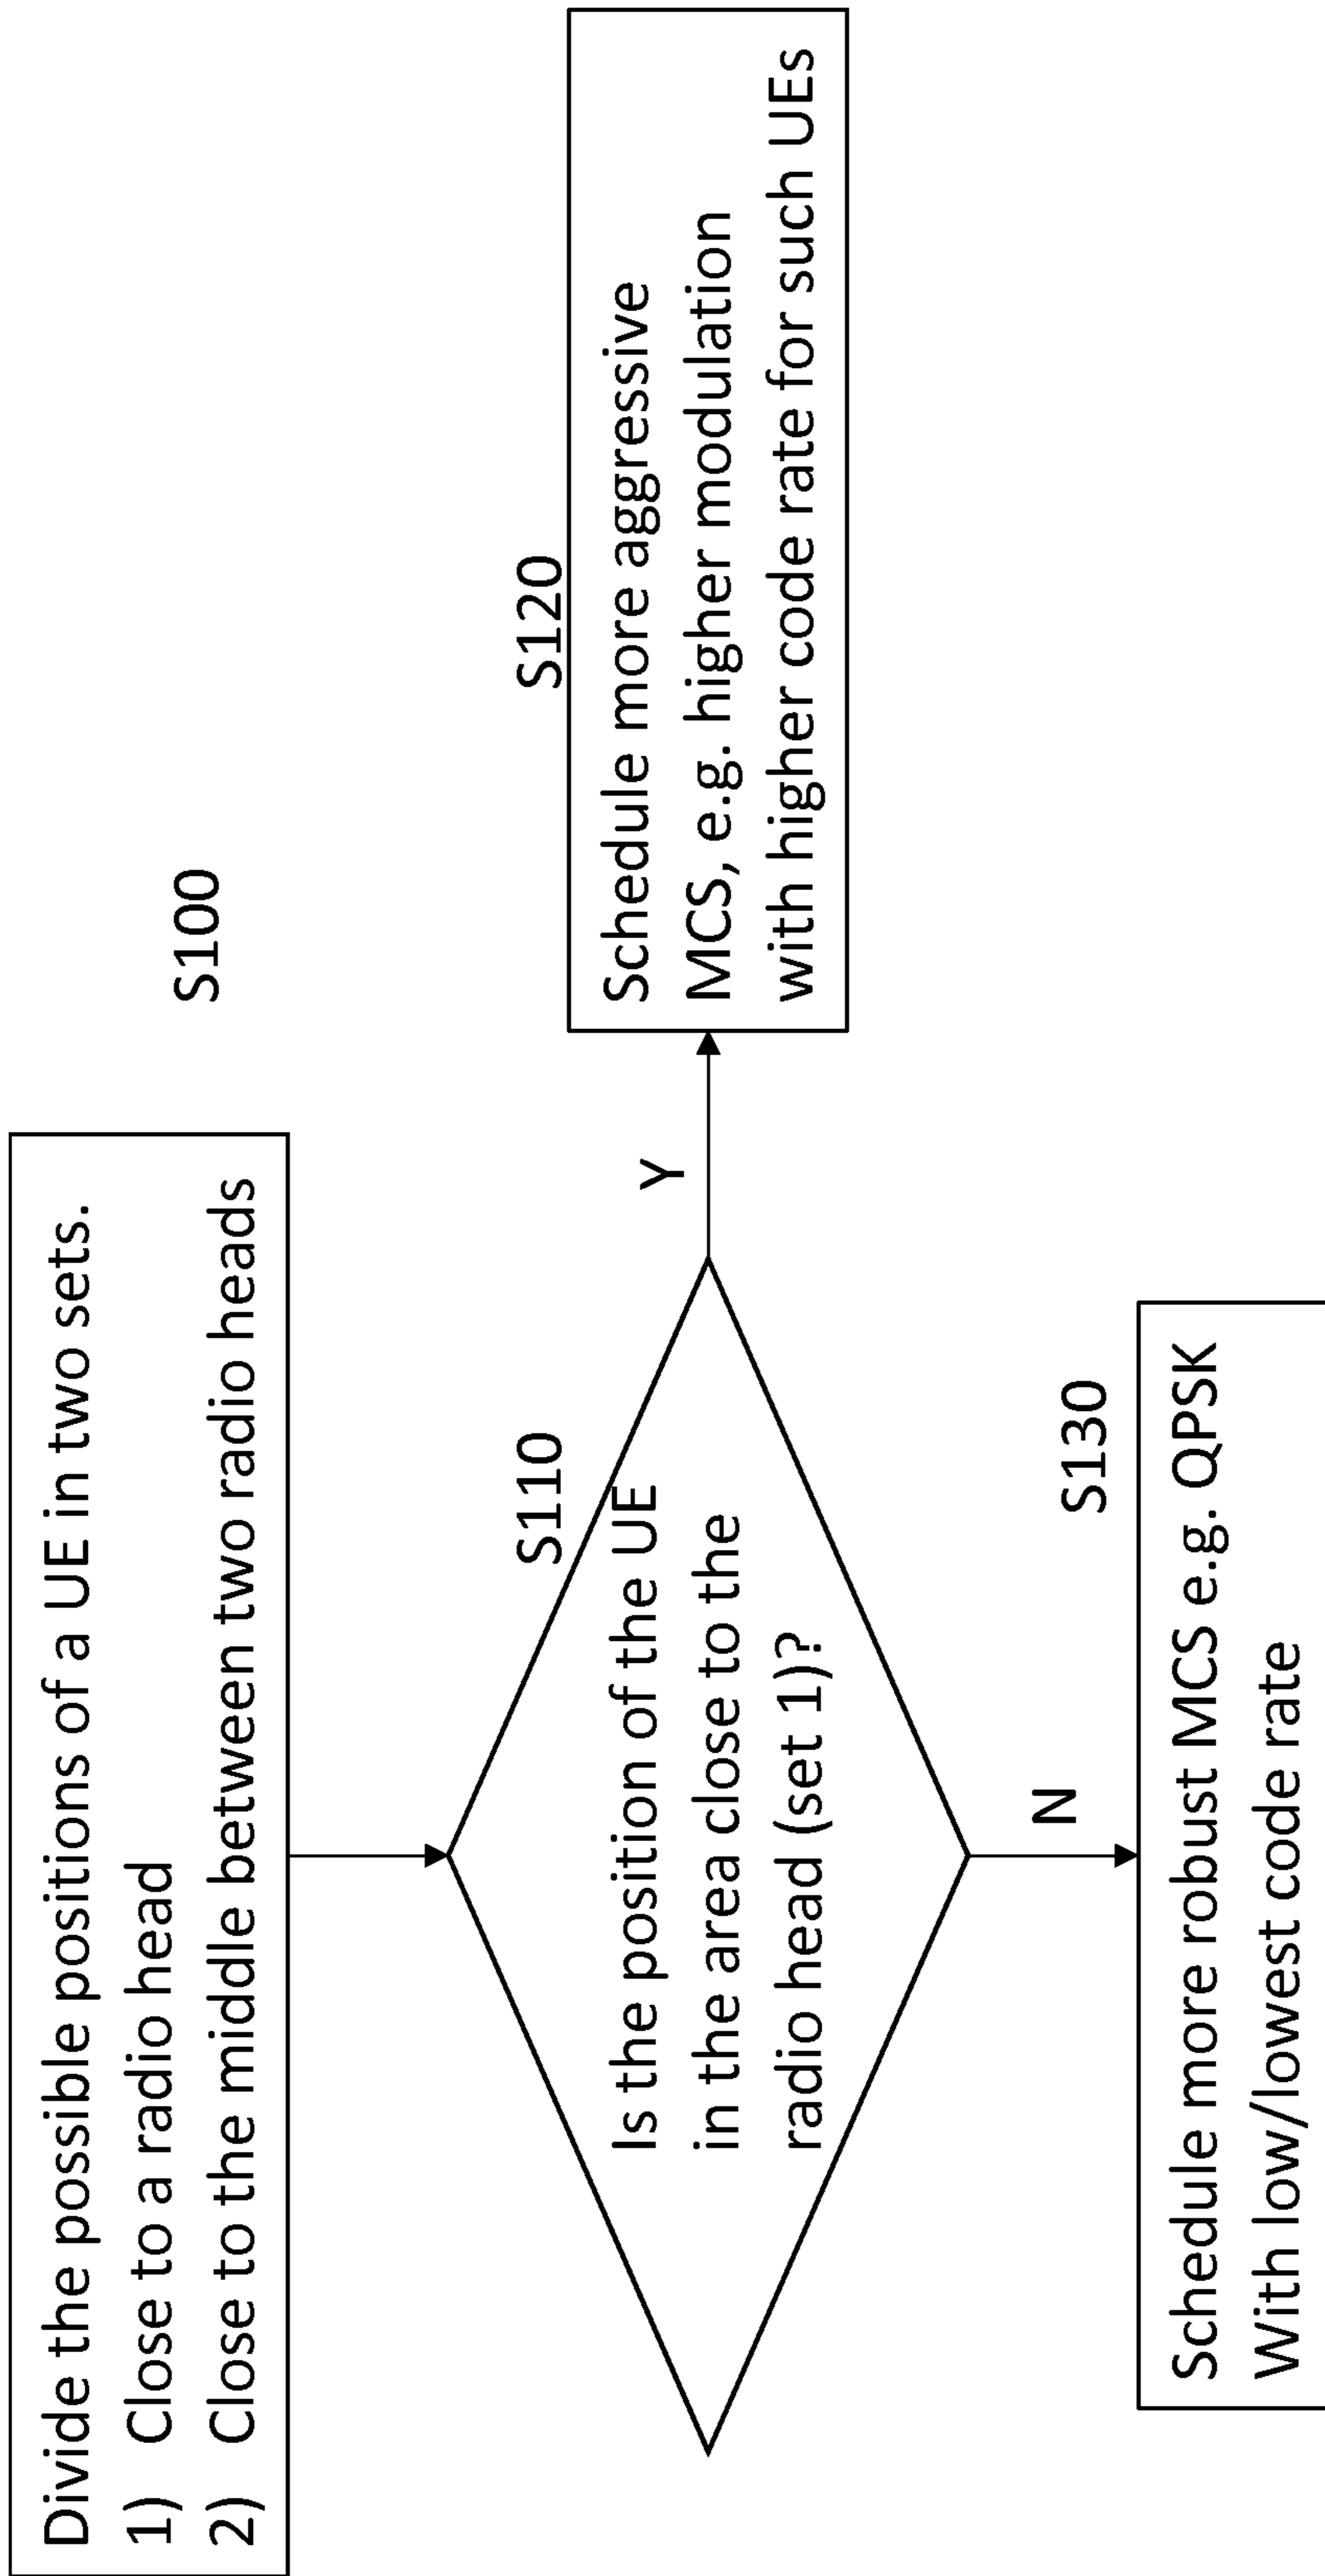 Divide the possible positions of a UE in two sets.
1) Close to a radio head
2) Close to the middle between two radio heads
S100
S110
Is the position of the UE
in the area close to the
radio head (set 1)?
Y
S120
Schedule more aggressive
MCS, e.g. higher modulation
with higher code rate for such UEs
N
S130
Schedule more robust MCS e.g. QPSK
With low/lowest code rate